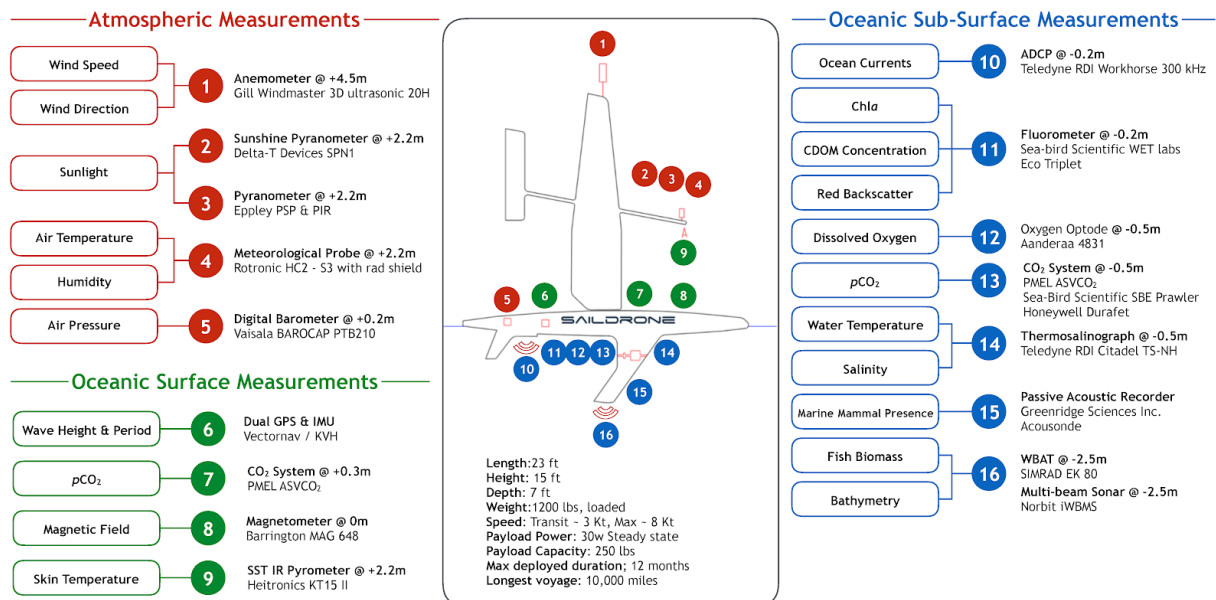 Atmospheric Measurements
Wind Speed
Wind Direction
1
Anemometer @ +4.5m
Gill Windmaster 3D ultrasonic 20H
Sunlight
2
Sunshine Pyranometer @ +2.2m
Delta-T Devices SPN1
3
Pyranometer @ +2.2m
Eppley PSP & PIR
Air Temperature
Humidity
4
Meteorological Probe @ +2.2m
Rotronic HC2 - S3 with rad shield
Air Pressure
5
Digital Barometer @ +0.2m
Vaisala BAROCAP PTB210
Oceanic Surface Measurements
Wave Height & Period
6
Dual GPS & IMU
Vectornav / KVH
pCO₂
7
CO₂ System @ +0.3m
PMEL ASVCO₂
Magnetic Field
8
Magnetometer @ 0m
Barrington MAG 648
Skin Temperature
9
SST IR Pyrometer @ +2.2m
Heitronics KT15 II
1
2 3 4
9
5 6 7 8
SAILDRONE
10 11 12 13 14
15
16
Length:23 ft
Height: 15 ft
Depth: 7 ft
Weight:1200 lbs, loaded
Speed: Transit ~ 3 Kt, Max ~ 8 Kt
Payload Power: 30w Steady state
Payload Capacity: 250 lbs
Max deployed duration; 12 months
Longest voyage: 10,000 miles
Oceanic Sub-Surface Measurements
Ocean Currents
10
ADCP @ -0.2m
Teledyne RDI Workhorse 300 kHz
Chla
CDOM Concentration
Red Backscatter
11
Fluorometer @ -0.2m
Sea-bird Scientific WET labs
Eco Triplet
Dissolved Oxygen
12
Oxygen Optode @ -0.5m
Aanderaa 4831
pCO₂
13
CO₂ System @ -0.5m
PMEL ASVCO₂
Sea-Bird Scientific SBE Prawler
Honeywell Durafet
Water Temperature
Salinity
14
Thermosalinograph @ -0.5m
Teledyne RDI Citadel TS-NH
Marine Mammal Presence
15
Passive Acoustic Recorder
Greenridge Sciences Inc.
Acousonde
Fish Biomass
Bathymetry
16
WBAT @ -2.5m
SIMRAD EK 80
Multi-beam Sonar @ -2.5m
Norbit iWBMS